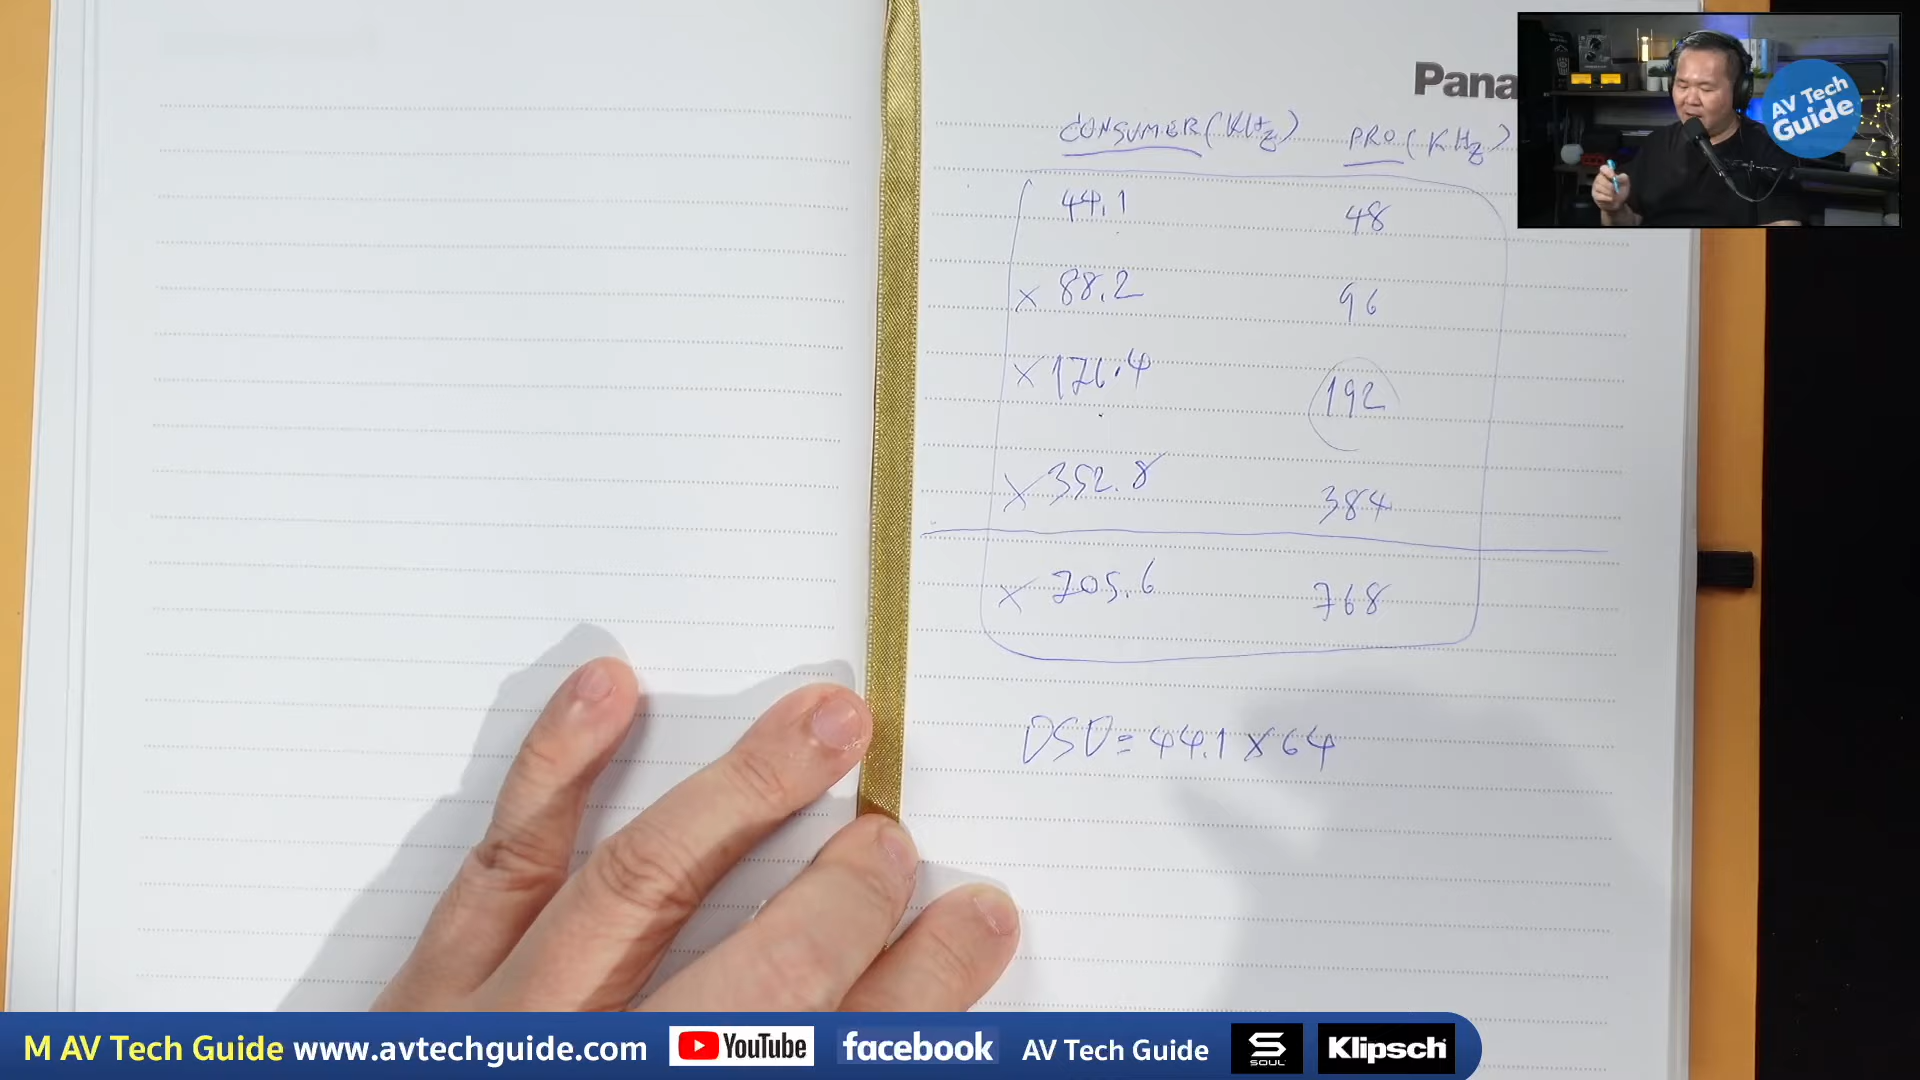 Pana
AV Tech
Guide
CONSUMER (KHz) PRO (KHz)
44.1 48
x 88.2 96
x 176.4 192
x 352.8 384
x 705.6 768
DSD = 44.1 x 64
M AV Tech Guide www.avtechguide.com YouTube facebook AV Tech Guide S SOUL Klipsch